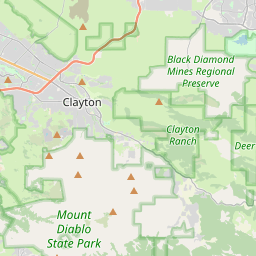 Black Diamond
Mines Regional
Preserve
Clayton
Clayton
Ranch
Deer
Mount
Diablo
State Park